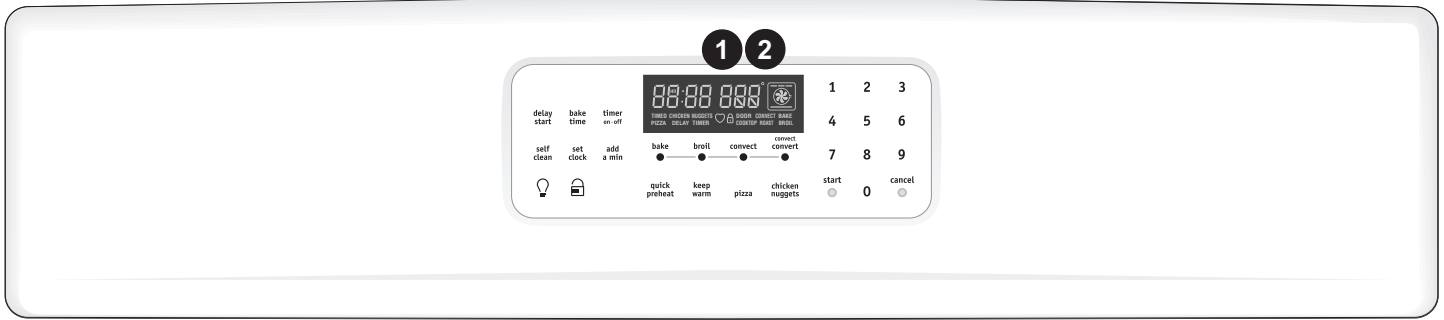 1 2
88:88 888°
TIMED CHICKEN NUGGETS DOOR CONVECT BAKE
PIZZA DELAY TIMER COOKTOP ROAST BROIL
delay start
bake time
timer on-off
self clean
set clock
add a min
bake
broil
convect
convect convert
quick preheat
keep warm
pizza
chicken nuggets
1 2 3
4 5 6
7 8 9
start
0
cancel